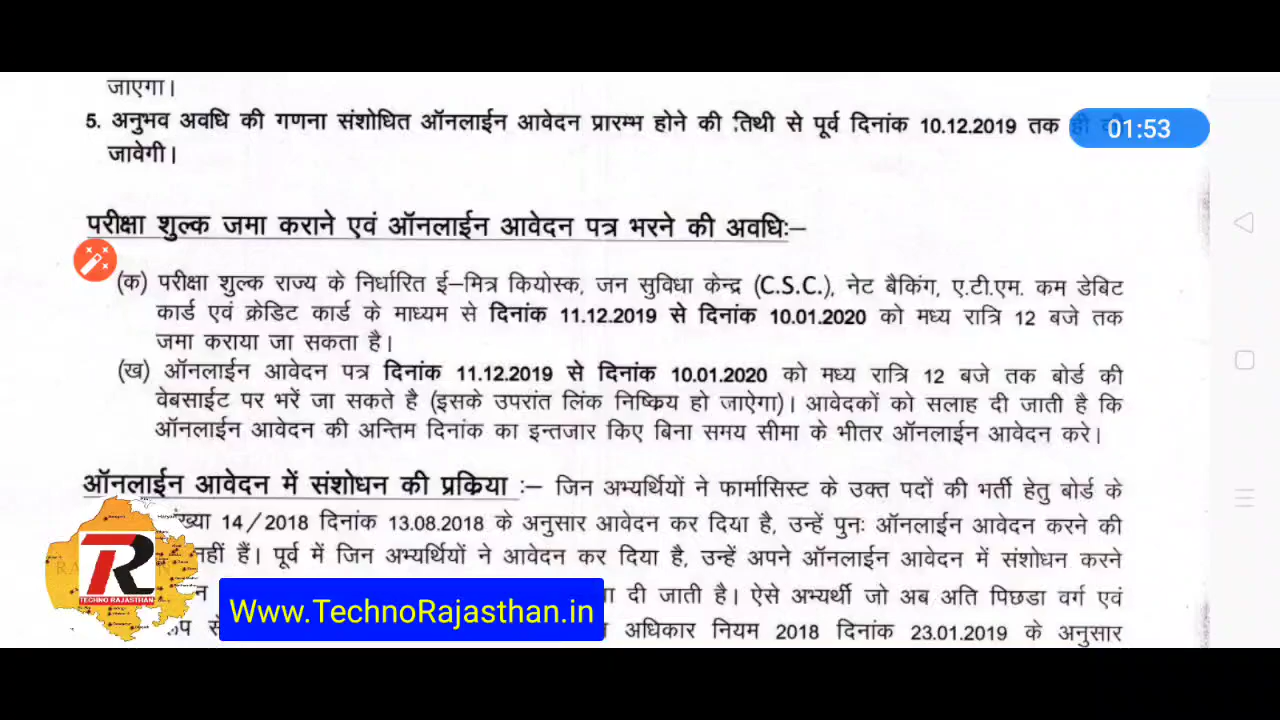 जाएगा।
5. अनुभव अवधि की गणना संशोधित ऑनलाईन आवेदन प्रारम्भ होने की तिथी से पूर्व दिनांक 10.12.2019 तक
01:53
जावेगी।
परीक्षा शुल्क जमा कराने एवं ऑनलाईन आवेदन पत्र भरने की अवधिः–
(क) परीक्षा शुल्क राज्य के निर्धारित ई–मित्र कियोस्क, जन सुविधा केन्द्र (C.S.C.), नेट बैकिंग, ए.टी.एम. कम डेबिट
कार्ड एवं क्रेडिट कार्ड के माध्यम से दिनांक 11.12.2019 से दिनांक 10.01.2020 को मध्य रात्रि 12 बजे तक
जमा कराया जा सकता है।
(ख) ऑनलाईन आवेदन पत्र दिनांक 11.12.2019 से दिनांक 10.01.2020 को मध्य रात्रि 12 बजे तक बोर्ड की
वेबसाईट पर भरें जा सकते है (इसके उपरांत लिंक निष्क्रिय हो जाऐगा)। आवेदकों को सलाह दी जाती है कि
ऑनलाईन आवेदन की अन्तिम दिनांक का इन्तजार किए बिना समय सीमा के भीतर ऑनलाईन आवेदन करे।
ऑनलाईन आवेदन में संशोधन की प्रकिया :– जिन अभ्यर्थियों ने फार्मासिस्ट के उक्त पदों की भर्ती हेतु बोर्ड के
14/2018 दिनांक 13.08.2018 के अनुसार आवेदन कर दिया है, उन्हें पुनः ऑनलाईन आवेदन करने की
नहीं हैं। पूर्व में जिन अभ्यर्थियों ने आवेदन कर दिया है, उन्हें अपने ऑनलाईन आवेदन में संशोधन करने
दी जाती है। ऐसे अभ्यर्थी जो अब अति पिछडा वर्ग एवं
अधिकार नियम 2018 दिनांक 23.01.2019 के अनुसार
TR
TECHNO RAJASTHAN
Www.TechnoRajasthan.in